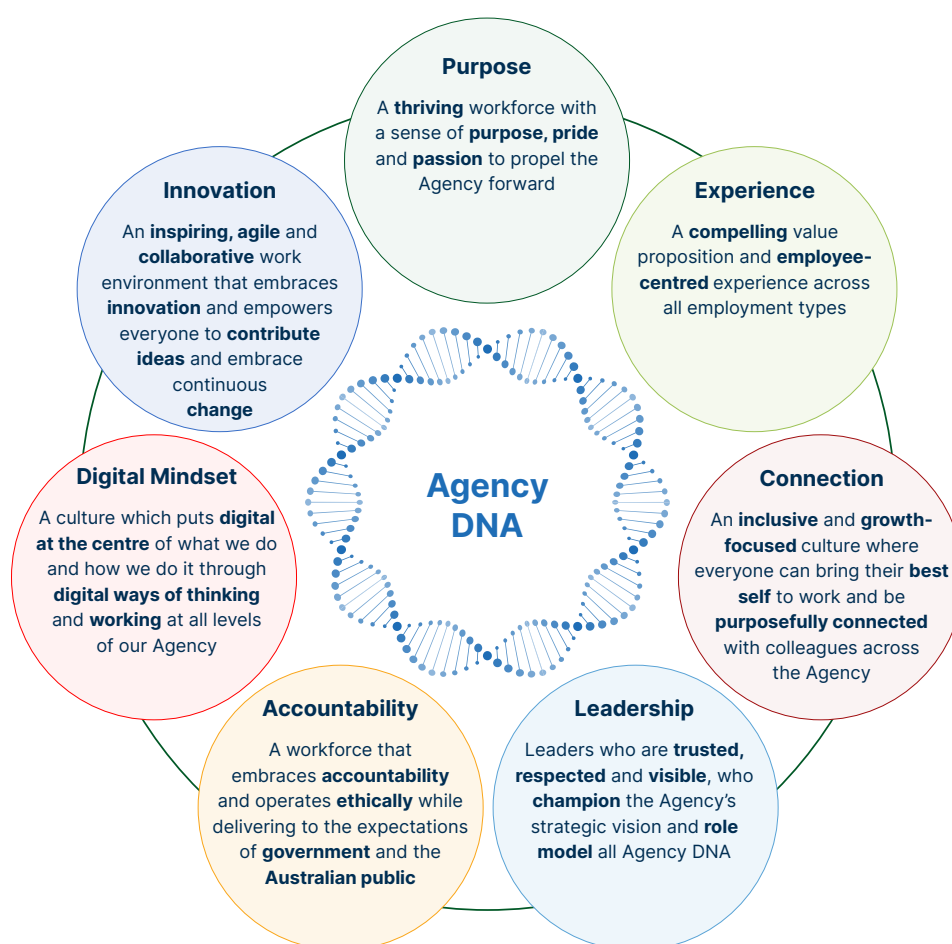 Purpose
A thriving workforce with
a sense of purpose, pride
and passion to propel the
Agency forward
Experience
A compelling value
proposition and employee-
centred experience across
all employment types
Connection
An inclusive and growth-
focused culture where
everyone can bring their best
self to work and be
purposefully connected
with colleagues across
the Agency
Leadership
Leaders who are trusted,
respected and visible, who
champion the Agency's
strategic vision and role
model all Agency DNA
Accountability
A workforce that
embraces accountability
and operates ethically while
delivering to the expectations
of government and the
Australian public
Digital Mindset
A culture which puts digital
at the centre of what we do
and how we do it through
digital ways of thinking
and working at all levels
of our Agency
Innovation
An inspiring, agile and
collaborative work
environment that embraces
innovation and empowers
everyone to contribute
ideas and embrace
continuous
change
Agency
DNA